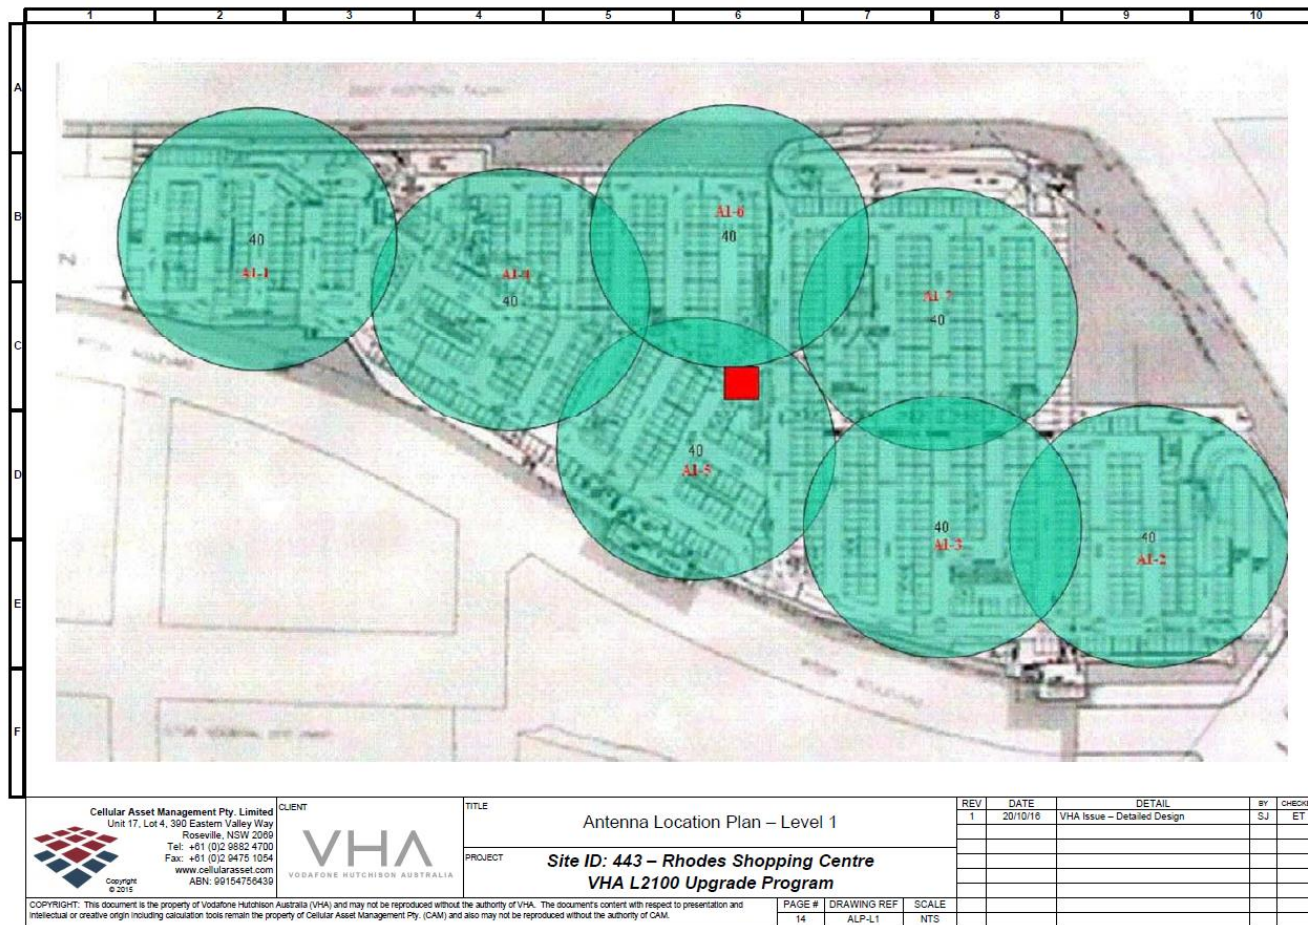 1 2 3 4 5 6 7 8 9 10
A
B
C
D
E
F
A1-6
40
40
A1-1
A1-4
40
A1-7
40
40
A1-5
40
A1-3
40
A1-2
Cellular Asset Management Pty. Limited
Unit 17, Lot 4, 390 Eastern Valley Way
Roseville, NSW 2069
Tel: +61 (0)2 9882 4700
Fax: +61 (0)2 9475 1054
www.cellularasset.com
ABN: 99154756439
Copyright
© 2015
CLIENT
VHA
VODAFONE HUTCHISON AUSTRALIA
TITLE
Antenna Location Plan – Level 1
PROJECT
Site ID: 443 – Rhodes Shopping Centre
VHA L2100 Upgrade Program
REV DATE DETAIL BY
1 20/10/16 VHA Issue – Detailed Design SJ ET
COPYRIGHT: This document is the property of Vodafone Hutchison Australia (VHA) and may not be reproduced without the authority of VHA. The document's content with respect to presentation and
intellectual or creative origin including calculation tools remain the property of Cellular Asset Management Pty. (CAM) and also may not be reproduced without the authority of CAM.
PAGE # DRAWING REF SCALE
14 ALP-L1 NTS